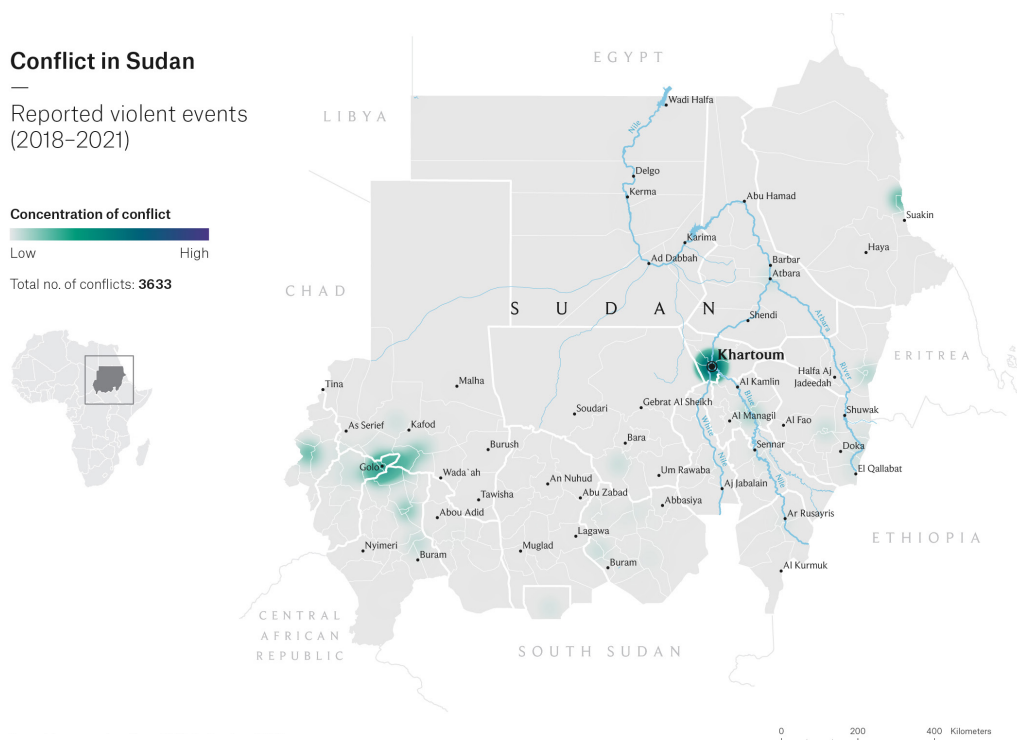 Conflict in Sudan
Reported violent events
(2018–2021)
Concentration of conflict
Low
High
Total no. of conflicts: 3633
EGYPT
LIBYA
Wadi Halfa
Nile
Delgo
Kerma
Abu Hamad
Suakin
Karima
Haya
Ad Dabbah
Barbar
Atbara
CHAD
SUDAN
Shendi
Atbara
River
Khartoum
ERITREA
Halfa Aj
Jadeedah
Tina
Malha
Al Kamlin
Blue
Nile
Soudari
Gebrat Al Sheikh
White
Nile
Al Managil
Al Fao
Shuwak
As Serief
Kafod
Burush
Bara
Sennar
Doka
Golo
Wada´ah
Um Rawaba
El Qallabat
An Nuhud
Aj Jabalain
Tawisha
Abu Zabad
Abbasiya
Abou Adid
Ar Rusayris
Lagawa
ETHIOPIA
Nyimeri
Muglad
Buram
Buram
Al Kurmuk
CENTRAL
AFRICAN
REPUBLIC
SOUTH SUDAN
0 200 400 Kilometers